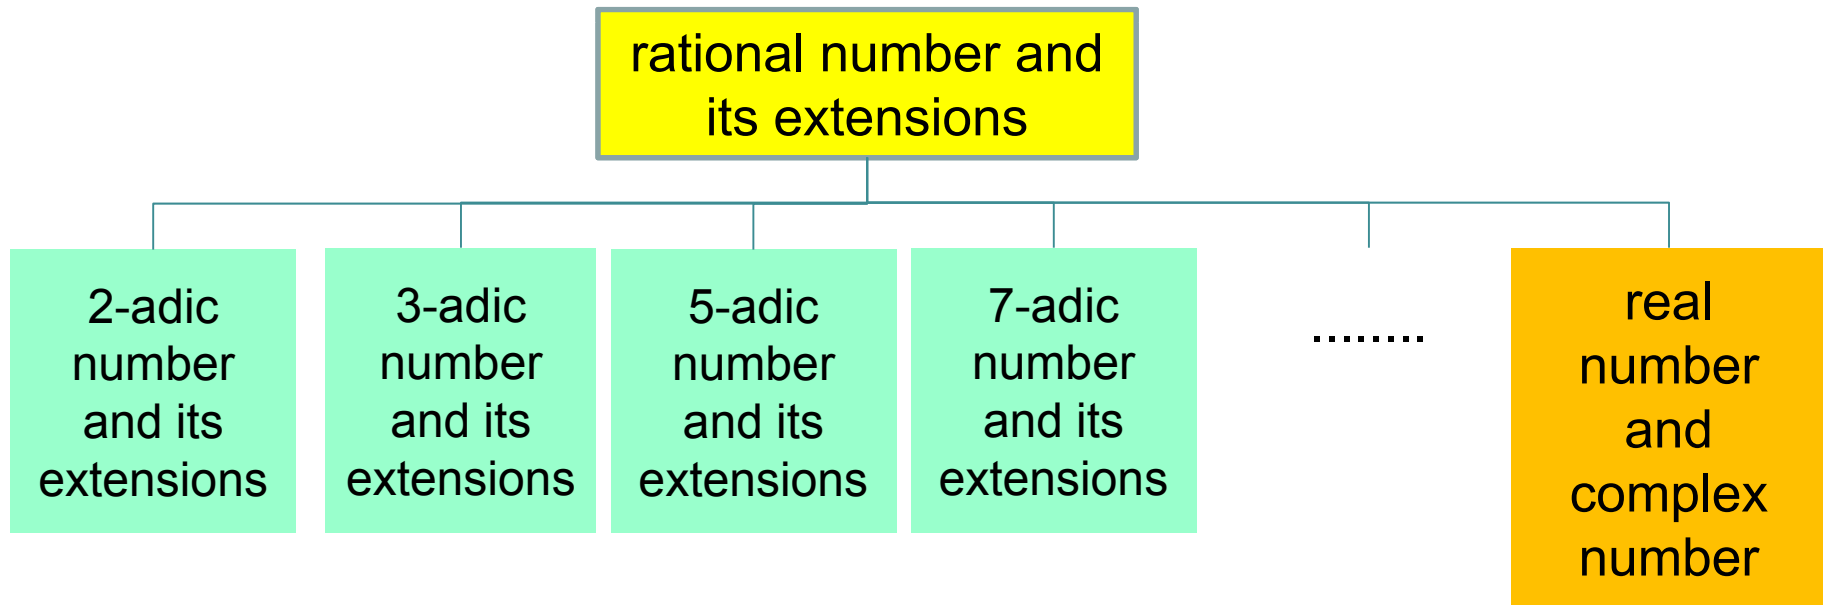 rational number and
its extensions
2-adic
number
and its
extensions
3-adic
number
and its
extensions
5-adic
number
and its
extensions
7-adic
number
and its
extensions
........
real
number
and
complex
number